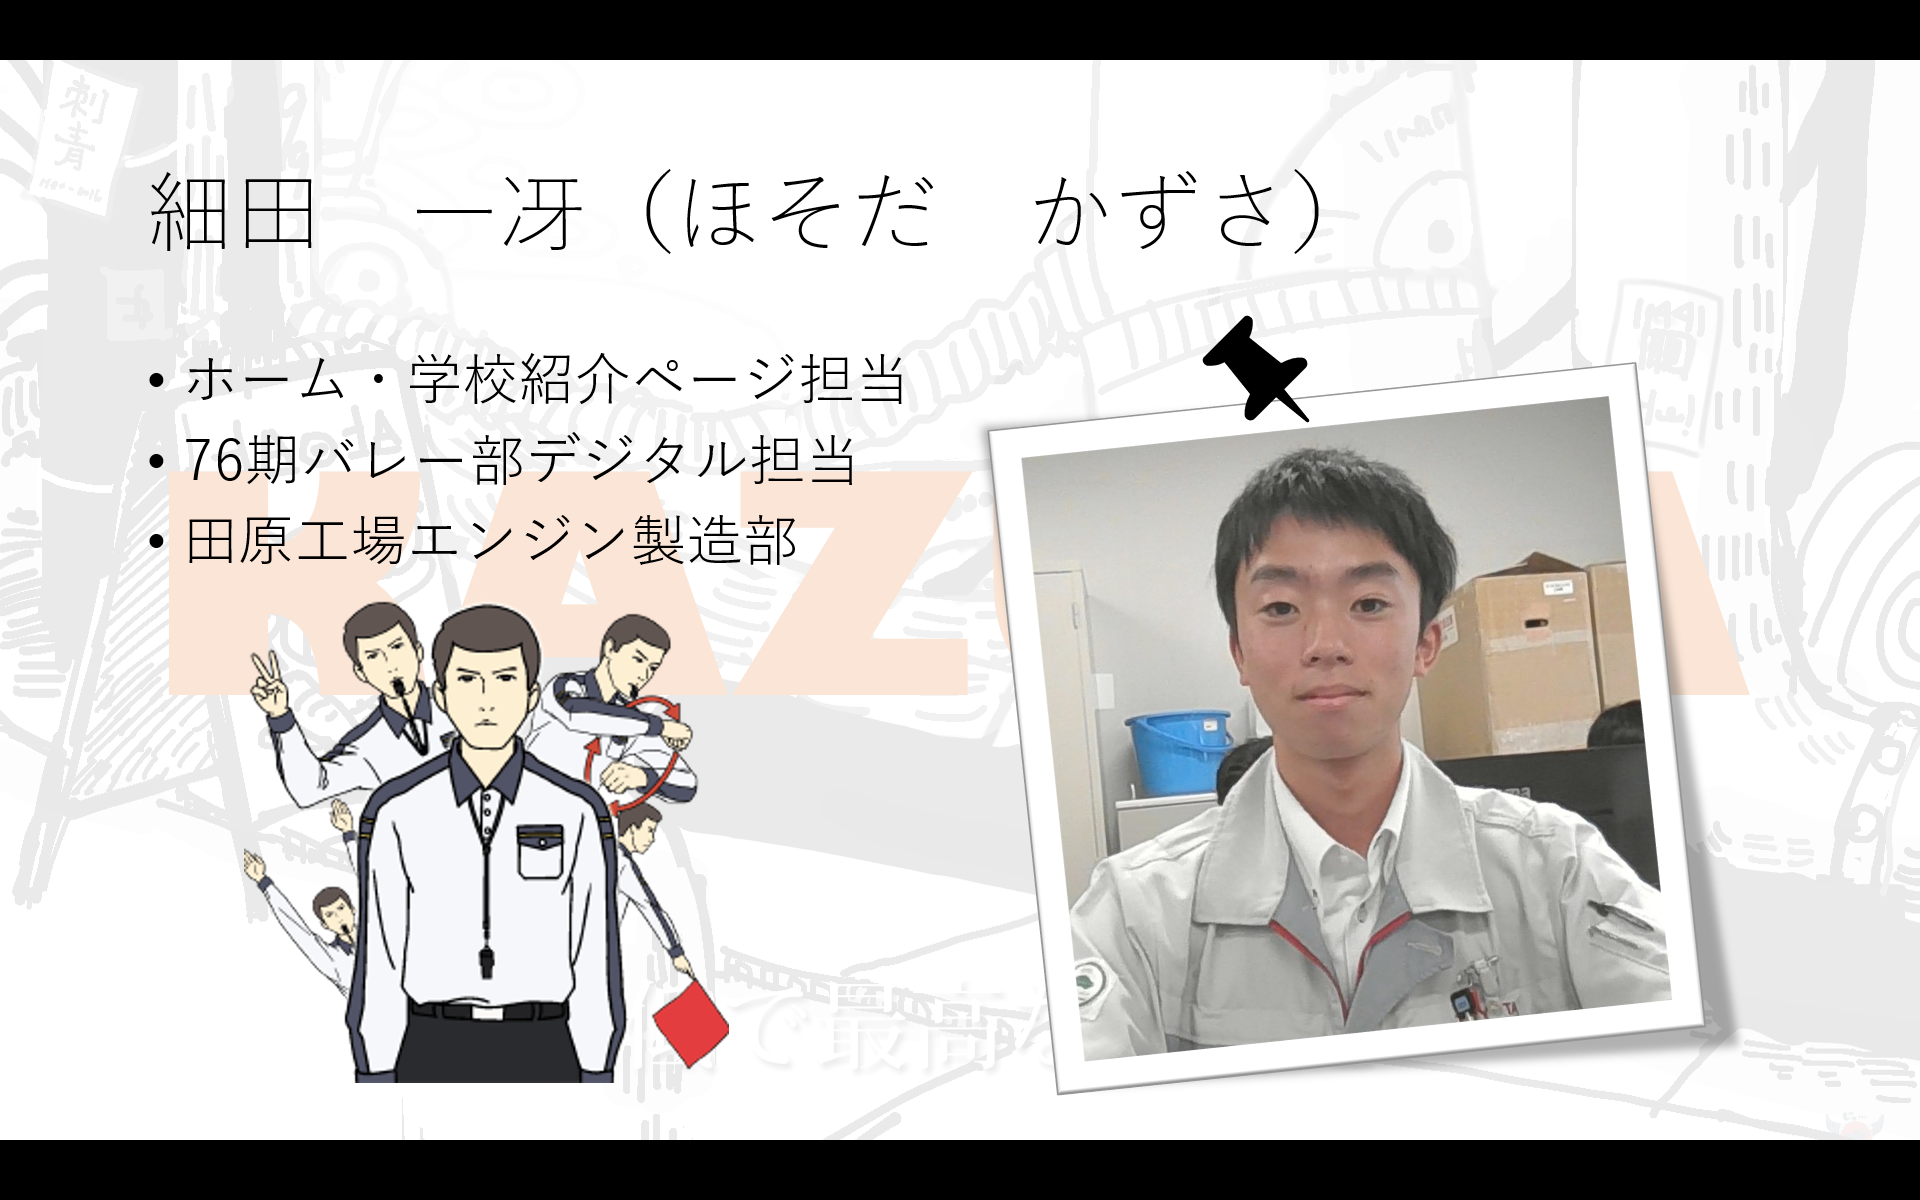 刺
青
細田　一冴（ほそだ　かずさ）
• ホーム・学校紹介ページ担当
• 76期バレー部デジタル担当
• 田原工場エンジン製造部
で最高